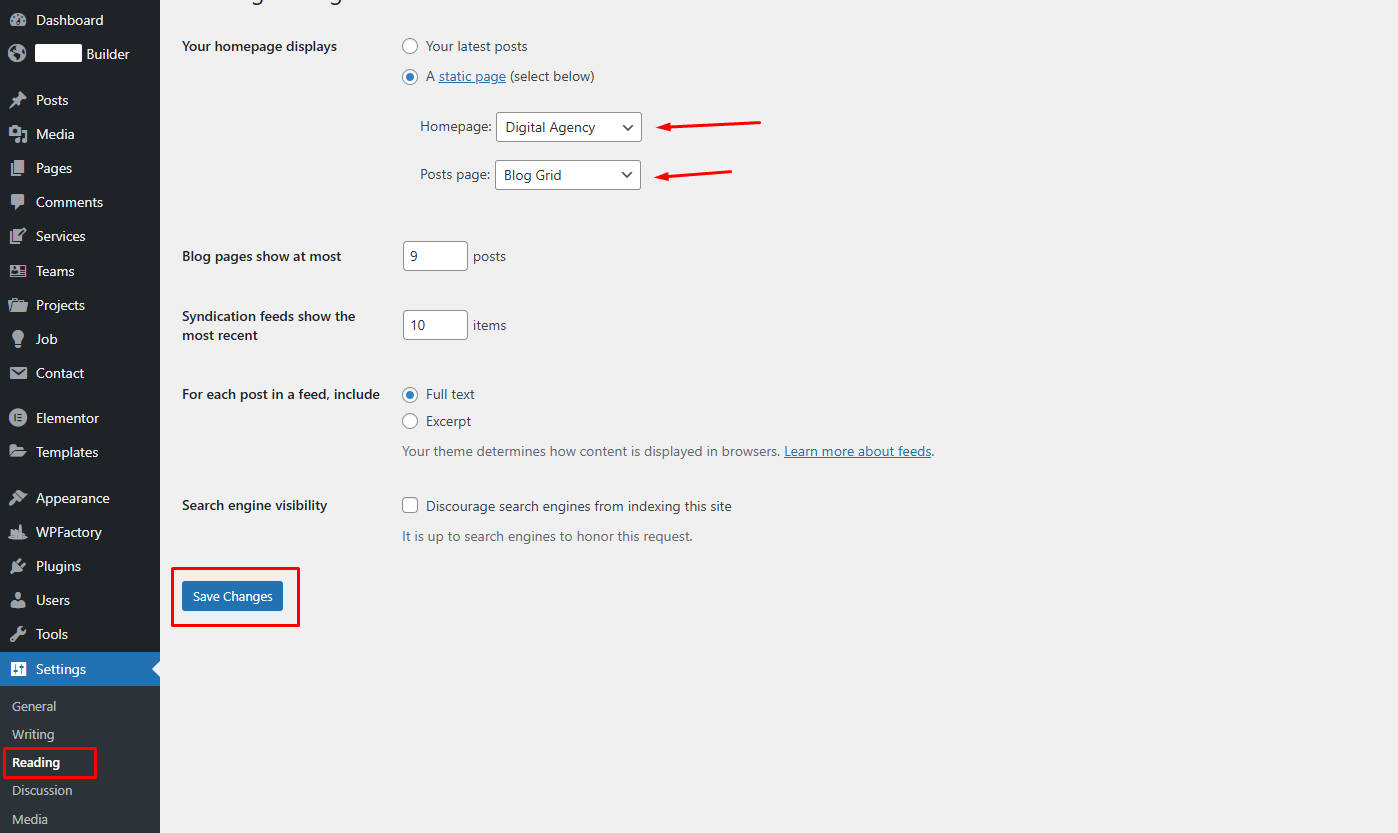 Dashboard
Builder
Posts
Media
Pages
Comments
Services
Teams
Projects
Job
Contact
Elementor
Templates
Appearance
WPFactory
Plugins
Users
Tools
Settings
General
Writing
Reading
Discussion
Media
Your homepage displays
Your latest posts
A static page (select below)
Homepage: Digital Agency
Posts page: Blog Grid
Blog pages show at most 9 posts
Syndication feeds show the
most recent
10 items
For each post in a feed, include
Full text
Excerpt
Your theme determines how content is displayed in browsers. Learn more about feeds.
Search engine visibility
Discourage search engines from indexing this site
It is up to search engines to honor this request.
Save Changes